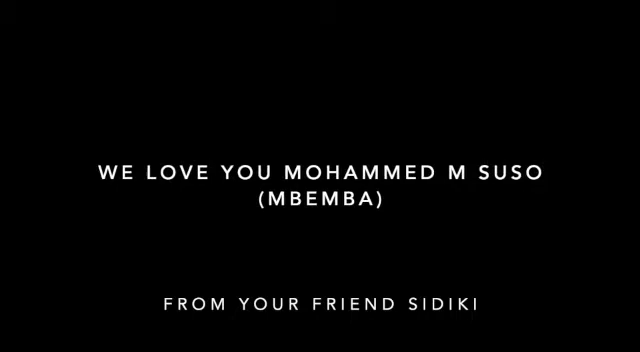 WE LOVE YOU MOHAMMED M SUSO
(MBEMBA)
FROM YOUR FRIEND SIDIKI